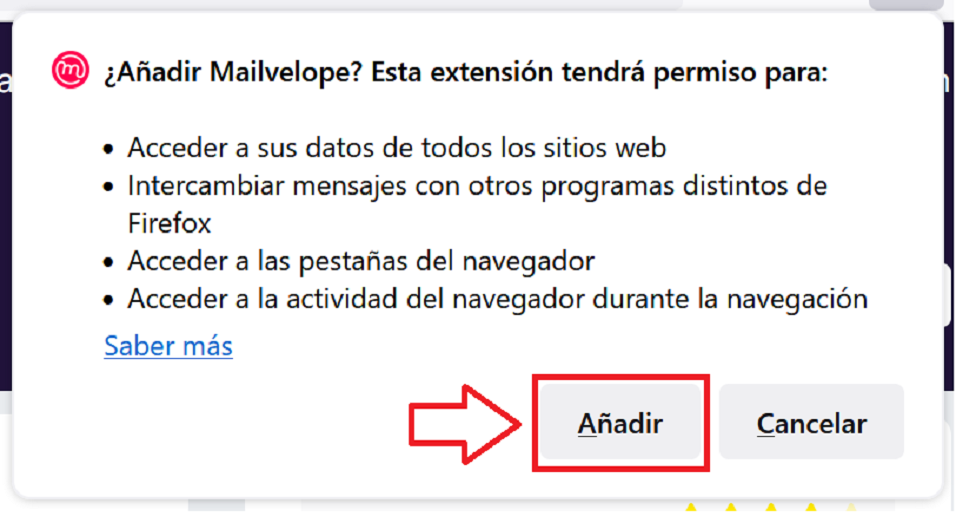 ¿Añadir Mailvelope? Esta extensión tendrá permiso para:
• Acceder a sus datos de todos los sitios web
• Intercambiar mensajes con otros programas distintos de
Firefox
• Acceder a las pestañas del navegador
• Acceder a la actividad del navegador durante la navegación
Saber más
Añadir
Cancelar